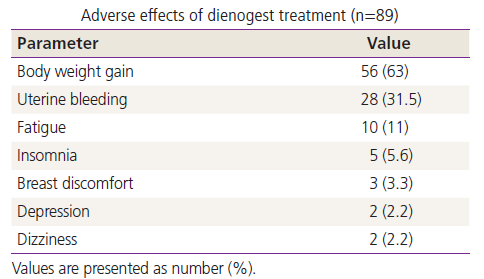 Adverse effects of dienogest treatment (n=89)
Parameter Value
Body weight gain 56 (63)
Uterine bleeding 28 (31.5)
Fatigue 10 (11)
Insomnia 5 (5.6)
Breast discomfort 3 (3.3)
Depression 2 (2.2)
Dizziness 2 (2.2)
Values are presented as number (%).